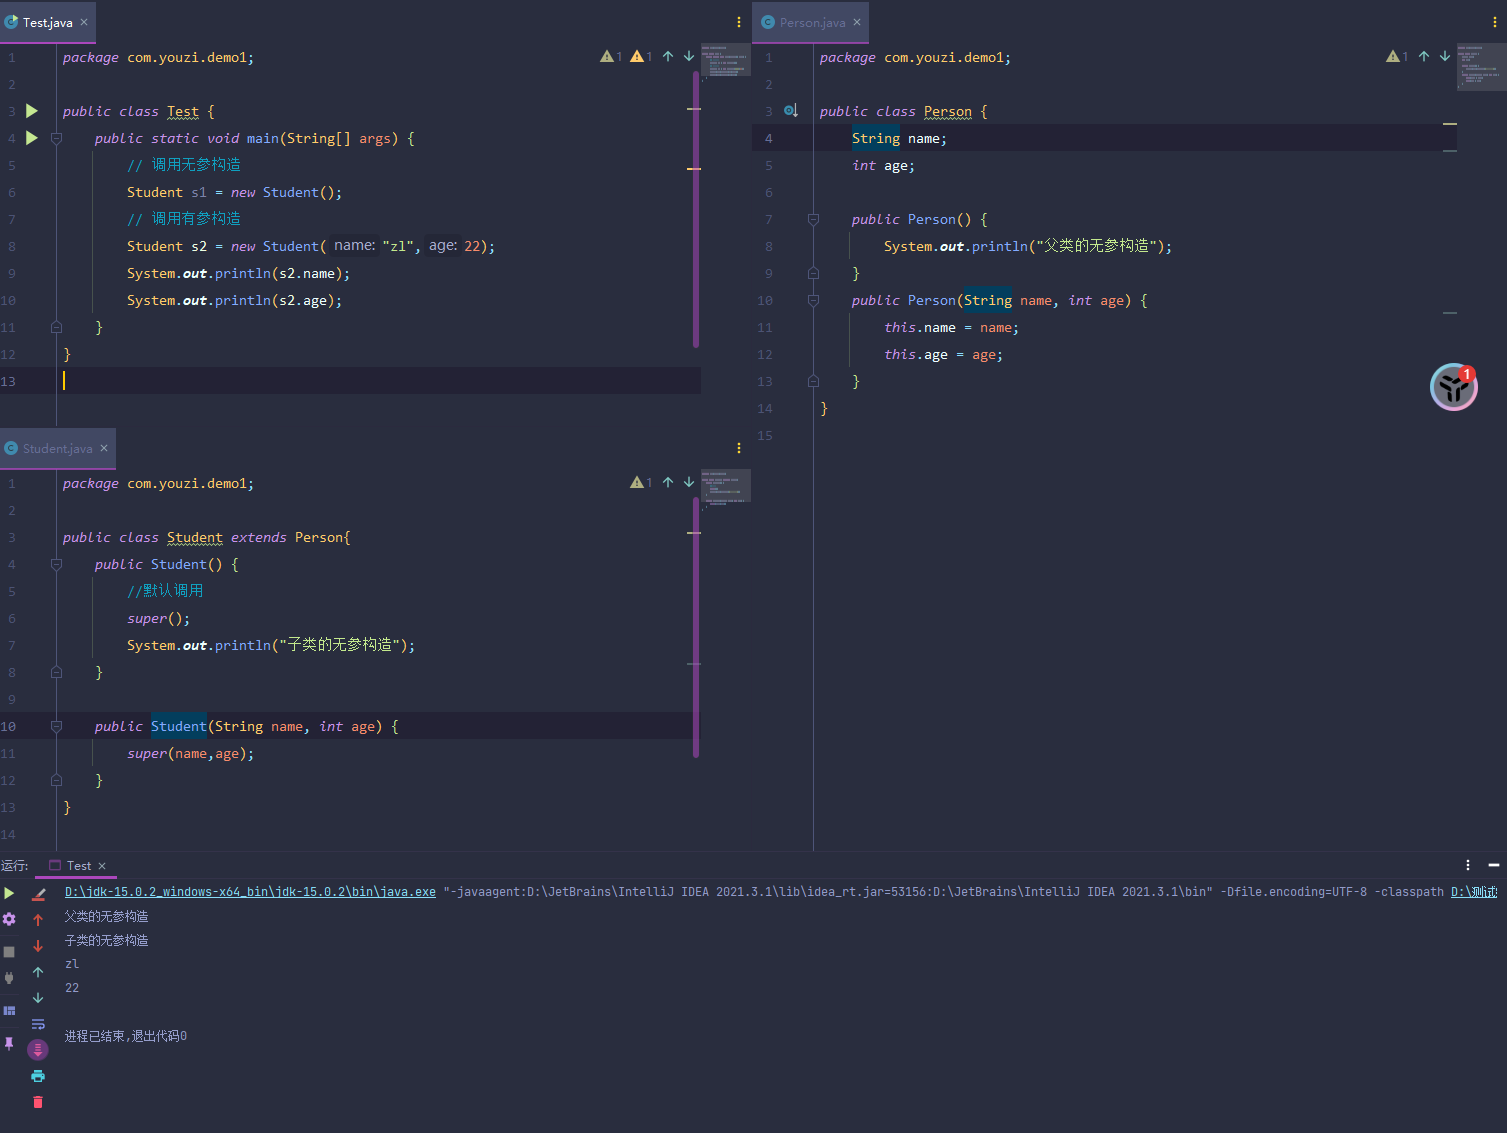 Test.java
1 package com.youzi.demo1;
1 1
2
3 public class Test {
4 public static void main(String[] args) {
5 // 调用无参构造
6 Student s1 = new Student();
7 // 调用有参构造
8 Student s2 = new Student( name: "zl", age: 22);
9 System.out.println(s2.name);
10 System.out.println(s2.age);
11 }
12 }
13
Student.java
1 package com.youzi.demo1;
1
2
3 public class Student extends Person{
4 public Student() {
5 //默认调用
6 super();
7 System.out.println("子类的无参构造");
8 }
9
10 public Student(String name, int age) {
11 super(name,age);
12 }
13 }
14
Person.java
1 package com.youzi.demo1;
1
2
3 public class Person {
4 String name;
5 int age;
6
7 public Person() {
8 System.out.println("父类的无参构造");
9 }
10 public Person(String name, int age) {
11 this.name = name;
12 this.age = age;
13 }
14 }
15
1
运行: Test
D:\jdk-15.0.2_windows-x64_bin\jdk-15.0.2\bin\java.exe "-javaagent:D:\JetBrains\IntelliJ IDEA 2021.3.1\lib\idea_rt.jar=53156:D:\JetBrains\IntelliJ IDEA 2021.3.1\bin" -Dfile.encoding=UTF-8 -classpath D:\测试
父类的无参构造
子类的无参构造
zl
22
进程已结束,退出代码0